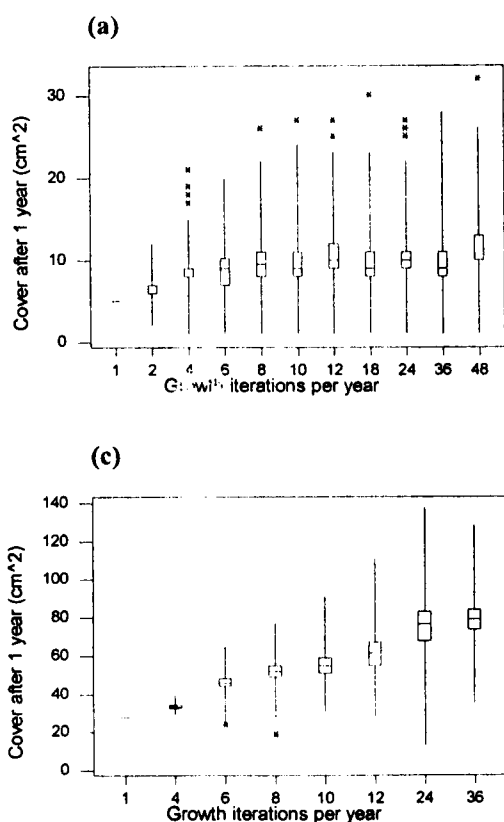 (a)
Cover after 1 year (cm^2)
30
20
10
0
1 2 4 6 8 10 12 18 24 36 48
Growth iterations per year
(c)
Cover after 1 year (cm^2)
140
120
100
80
60
40
20
0
1 4 6 8 10 12 24 36
Growth iterations per year